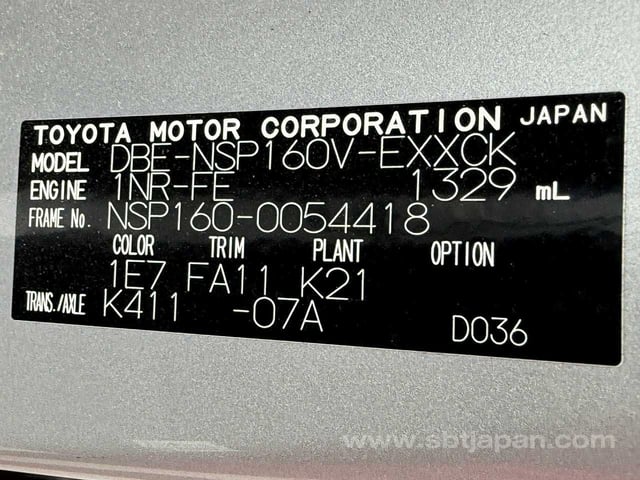 TOYOTA MOTOR CORPORATION JAPAN
MODEL DBE-NSP160V-EXXCK
ENGINE 1NR-FE 1329 mL
FRAME No. NSP160-0054418
COLOR TRIM PLANT OPTION
1E7 FA11 K21
TRANS./AXLE K411 -07A D036
www.sbtjapan.com